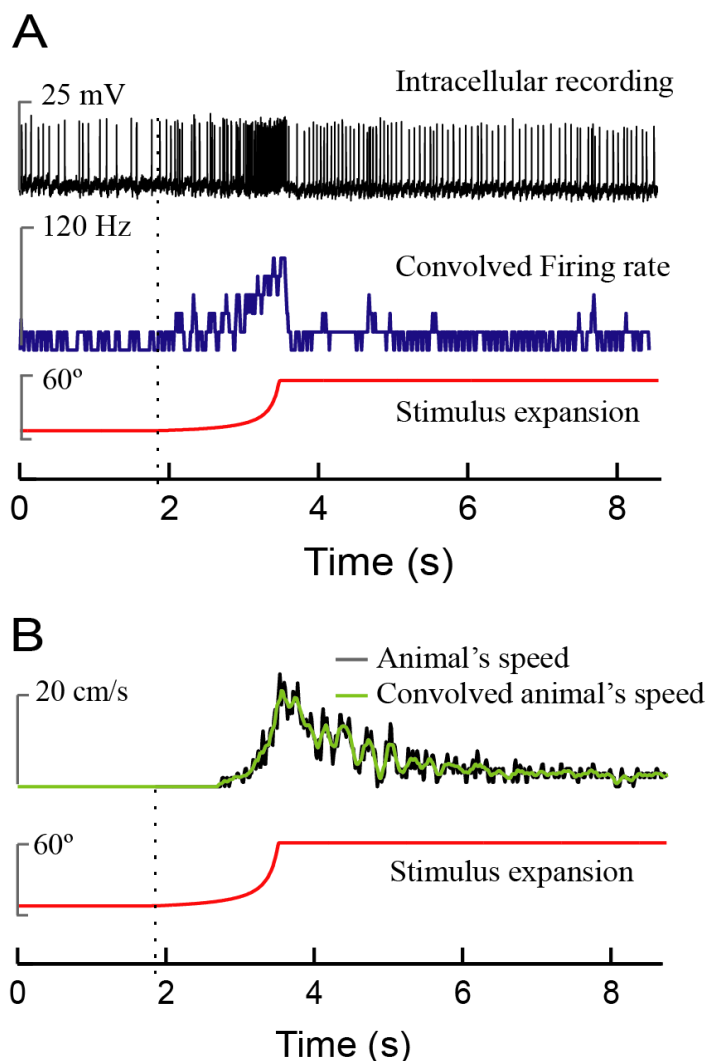 A
Intracellular recording
25 mV
120 Hz
Convolved Firing rate
60º
Stimulus expansion
0 2 4 6 8
Time (s)
B
Animal's speed
20 cm/s
Convolved animal's speed
60º
Stimulus expansion
0 2 4 6 8
Time (s)